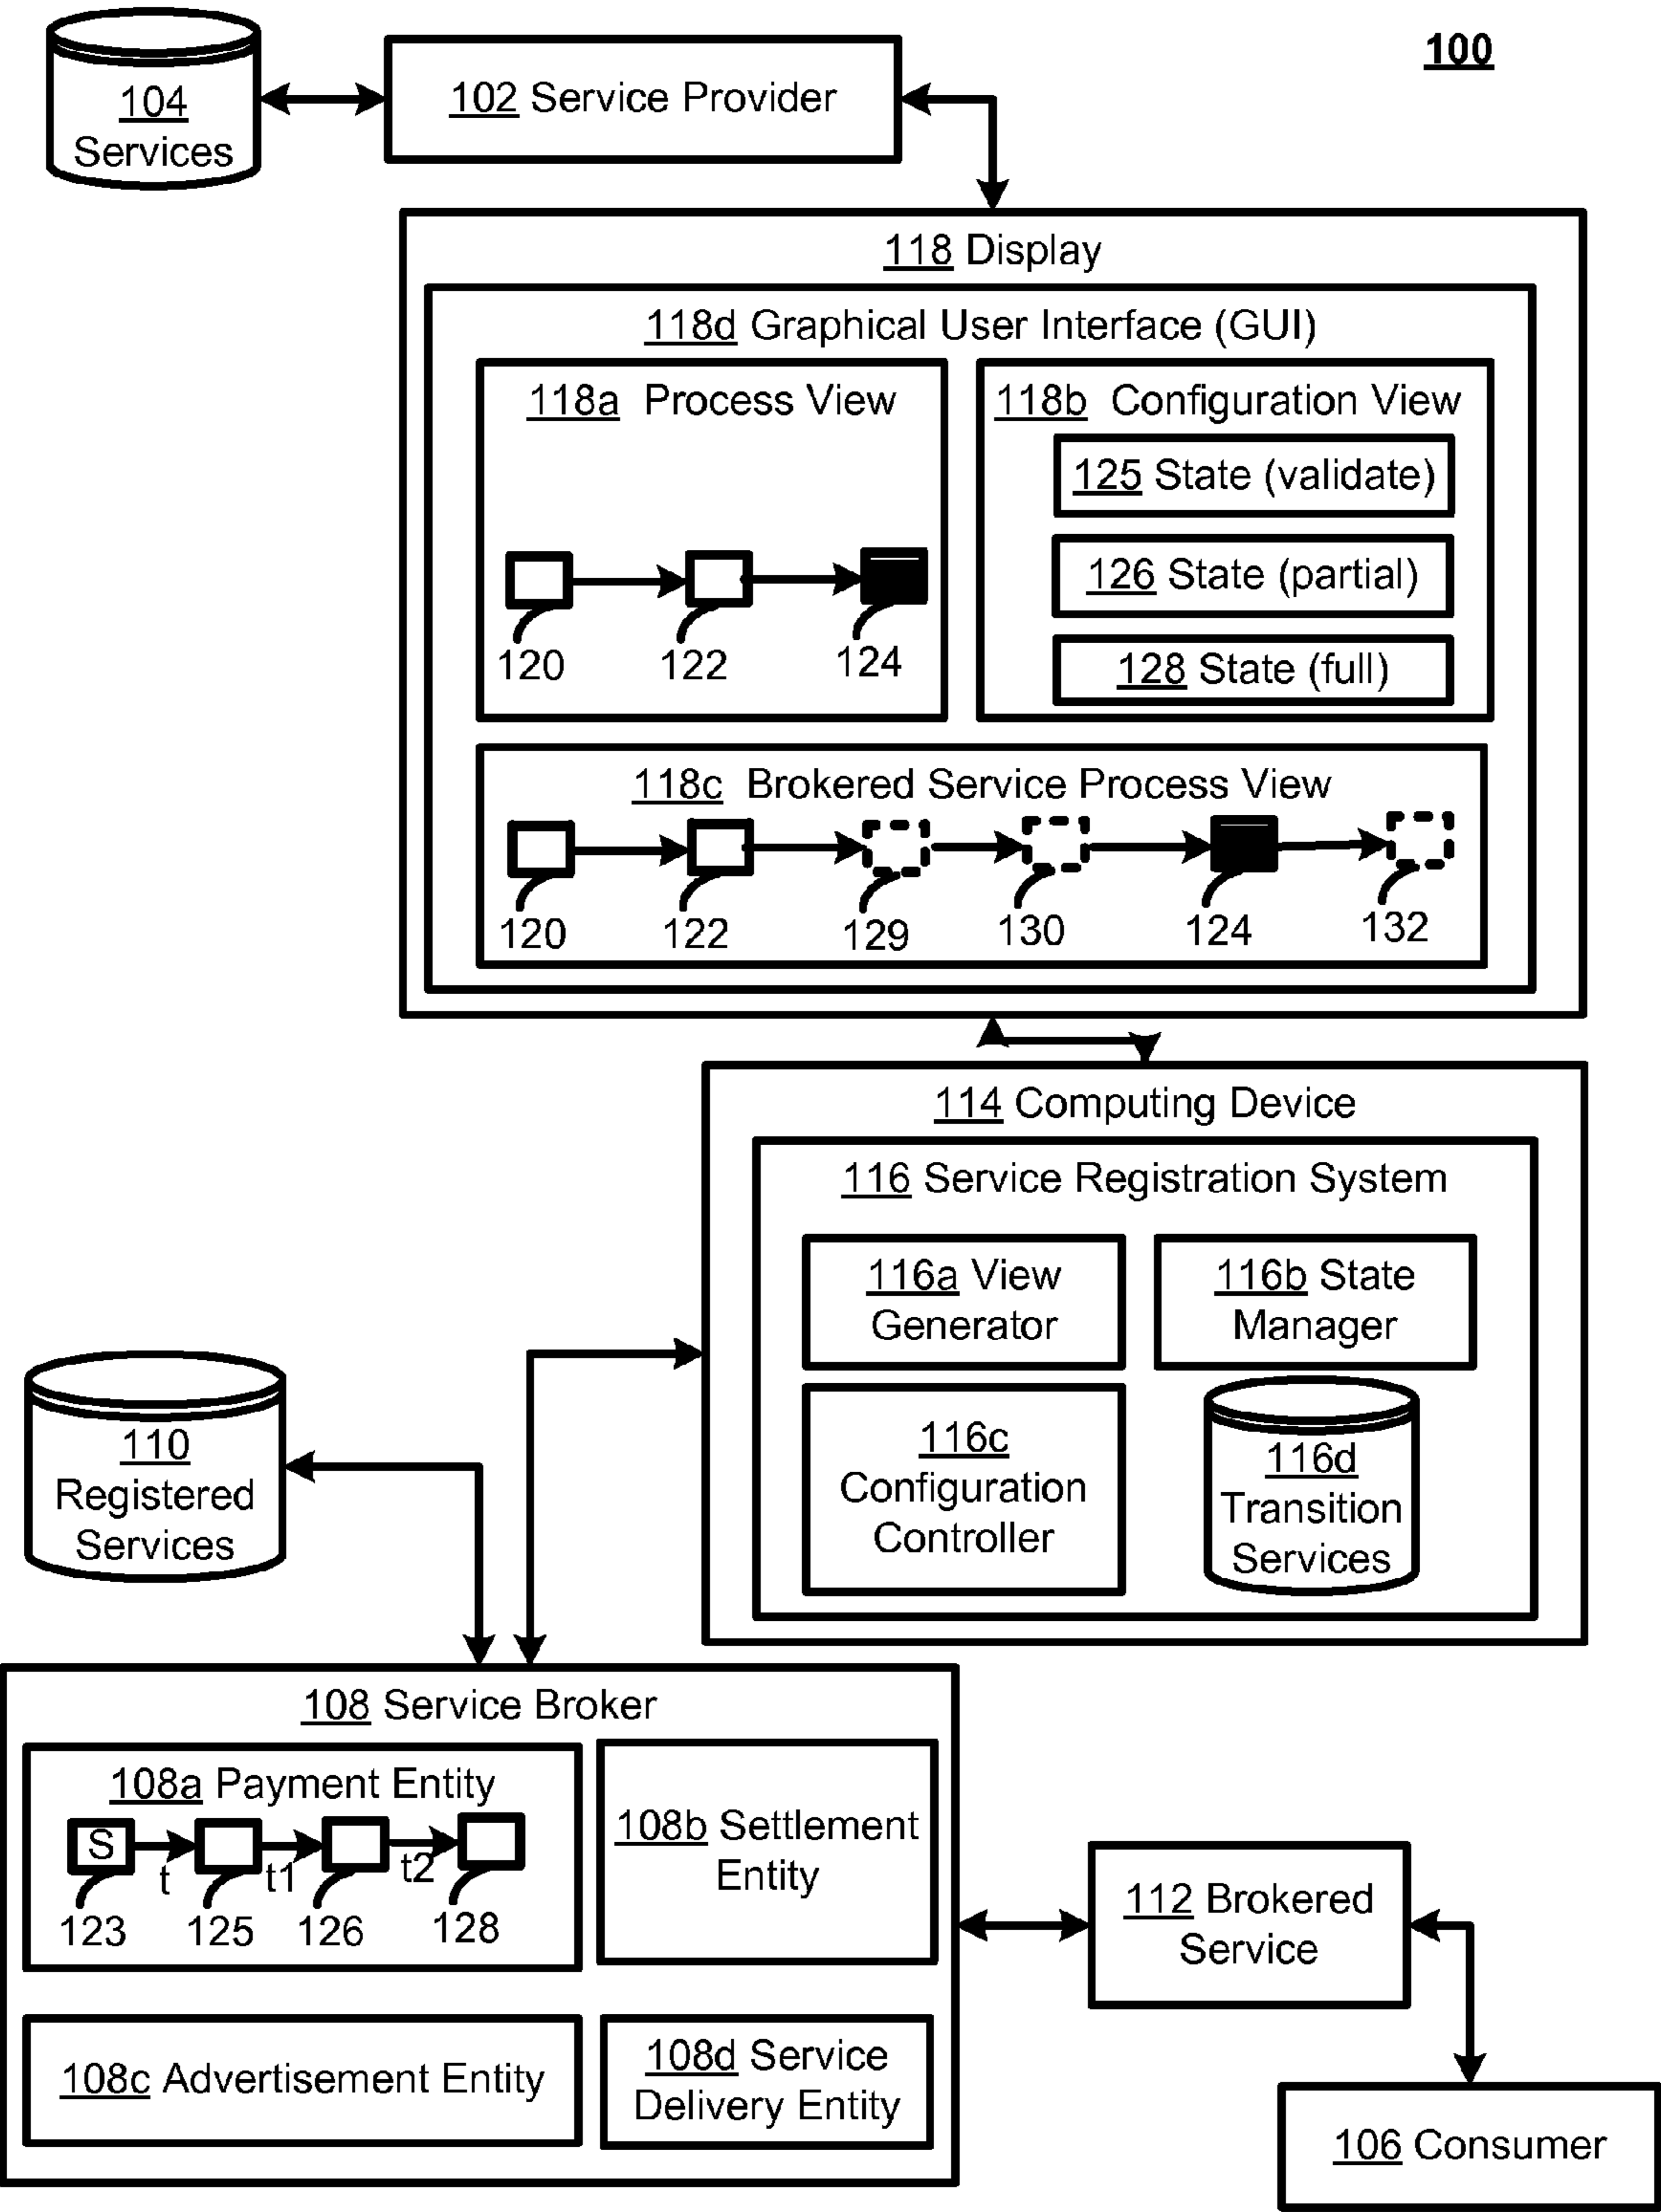 100
104
Services
102 Service Provider
118 Display
118d Graphical User Interface (GUI)
118a Process View
120
122
124
118b Configuration View
125 State (validate)
126 State (partial)
128 State (full)
118c Brokered Service Process View
120
122
129
130
124
132
114 Computing Device
116 Service Registration System
116a View
Generator
116b State
Manager
116c
Configuration
Controller
116d
Transition
Services
110
Registered
Services
108 Service Broker
108a Payment Entity
S
t
t1
t2
123
125
126
128
108b Settlement
Entity
108c Advertisement Entity
108d Service
Delivery Entity
112 Brokered
Service
106 Consumer